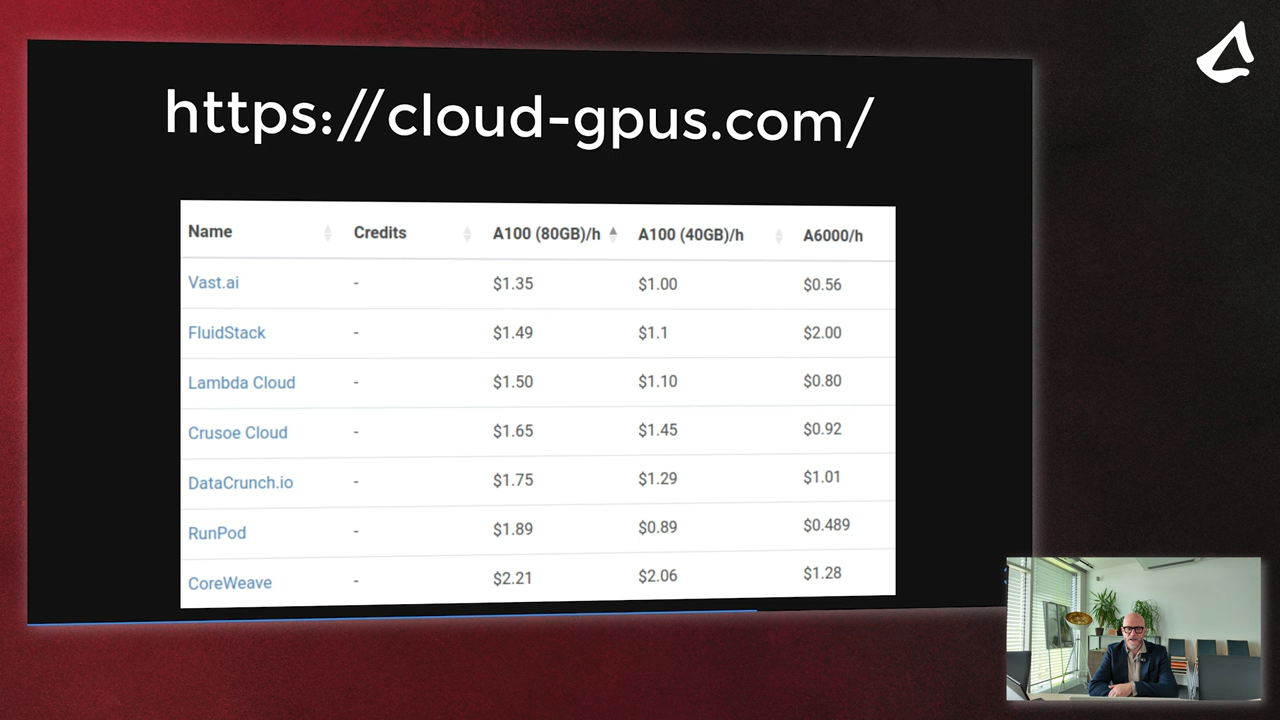 https://cloud-gpus.com/
Name Credits A100 (80GB)/h A100 (40GB)/h A6000/h
Vast.ai - $1.35 $1.00 $0.56
FluidStack - $1.49 $1.1 $2.00
Lambda Cloud - $1.50 $1.10 $0.80
Crusoe Cloud - $1.65 $1.45 $0.92
DataCrunch.io - $1.75 $1.29 $1.01
RunPod - $1.89 $0.89 $0.489
CoreWeave - $2.21 $2.06 $1.28